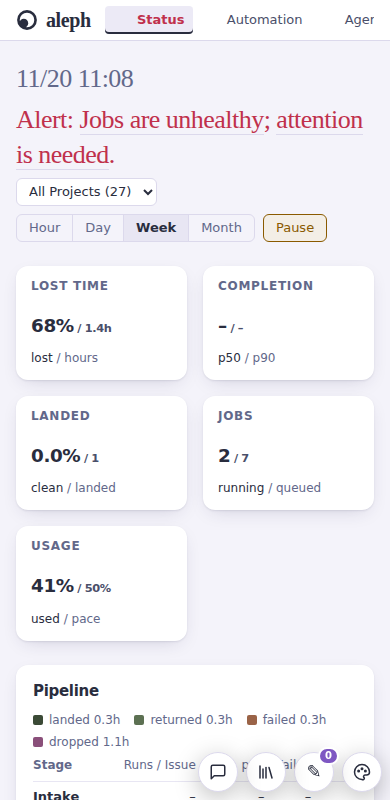 aleph
Status
Automation
11/20 11:08
Alert: Jobs are unhealthy; attention
is needed.
All Projects (27)
Hour
Day
Week
Month
Pause
LOST TIME
68% / 1.4h
lost / hours
COMPLETION
– / –
p50 / p90
LANDED
0.0% / 1
clean / landed
JOBS
2 / 7
running / queued
USAGE
41% / 50%
used / pace
Pipeline
landed 0.3h
returned 0.3h
failed 0.3h
dropped 1.1h
Stage
Runs / Issue
0
Intake
–
–
–